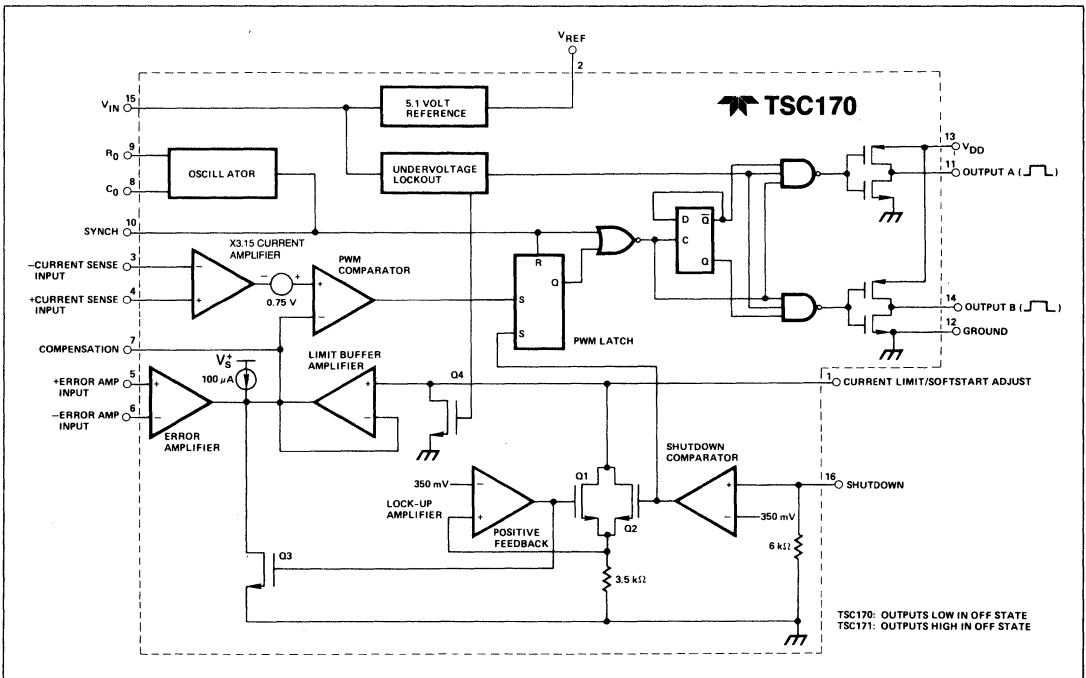 V_REF
2
TSC170
V_IN 15
5.1 VOLT
REFERENCE
R_O 9
C_O 8
OSCILLATOR
UNDERVOLTAGE
LOCKOUT
13
V_DD
11
OUTPUT A ( )
SYNCH 10
X3.15 CURRENT
AMPLIFIER
−CURRENT SENSE
INPUT
3
−
+CURRENT SENSE
INPUT
4
+
− +
0.75 V
PWM
COMPARATOR
+
−
D Q̅
C
Q
R
Q
S
S
PWM LATCH
14
OUTPUT B ( )
12
GROUND
COMPENSATION 7
V_S^+
100 µA
LIMIT BUFFER
AMPLIFIER
+
−
Q4
+ERROR AMP
INPUT
5
+
−ERROR AMP
INPUT
6
−
ERROR
AMPLIFIER
1
CURRENT LIMIT/SOFTSTART ADJUST
SHUTDOWN
COMPARATOR
+
−
16
SHUTDOWN
350 mV
350 mV
−
+
LOCK-UP
AMPLIFIER
POSITIVE
FEEDBACK
Q1
Q2
6 kΩ
Q3
3.5 kΩ
TSC170: OUTPUTS LOW IN OFF STATE
TSC171: OUTPUTS HIGH IN OFF STATE